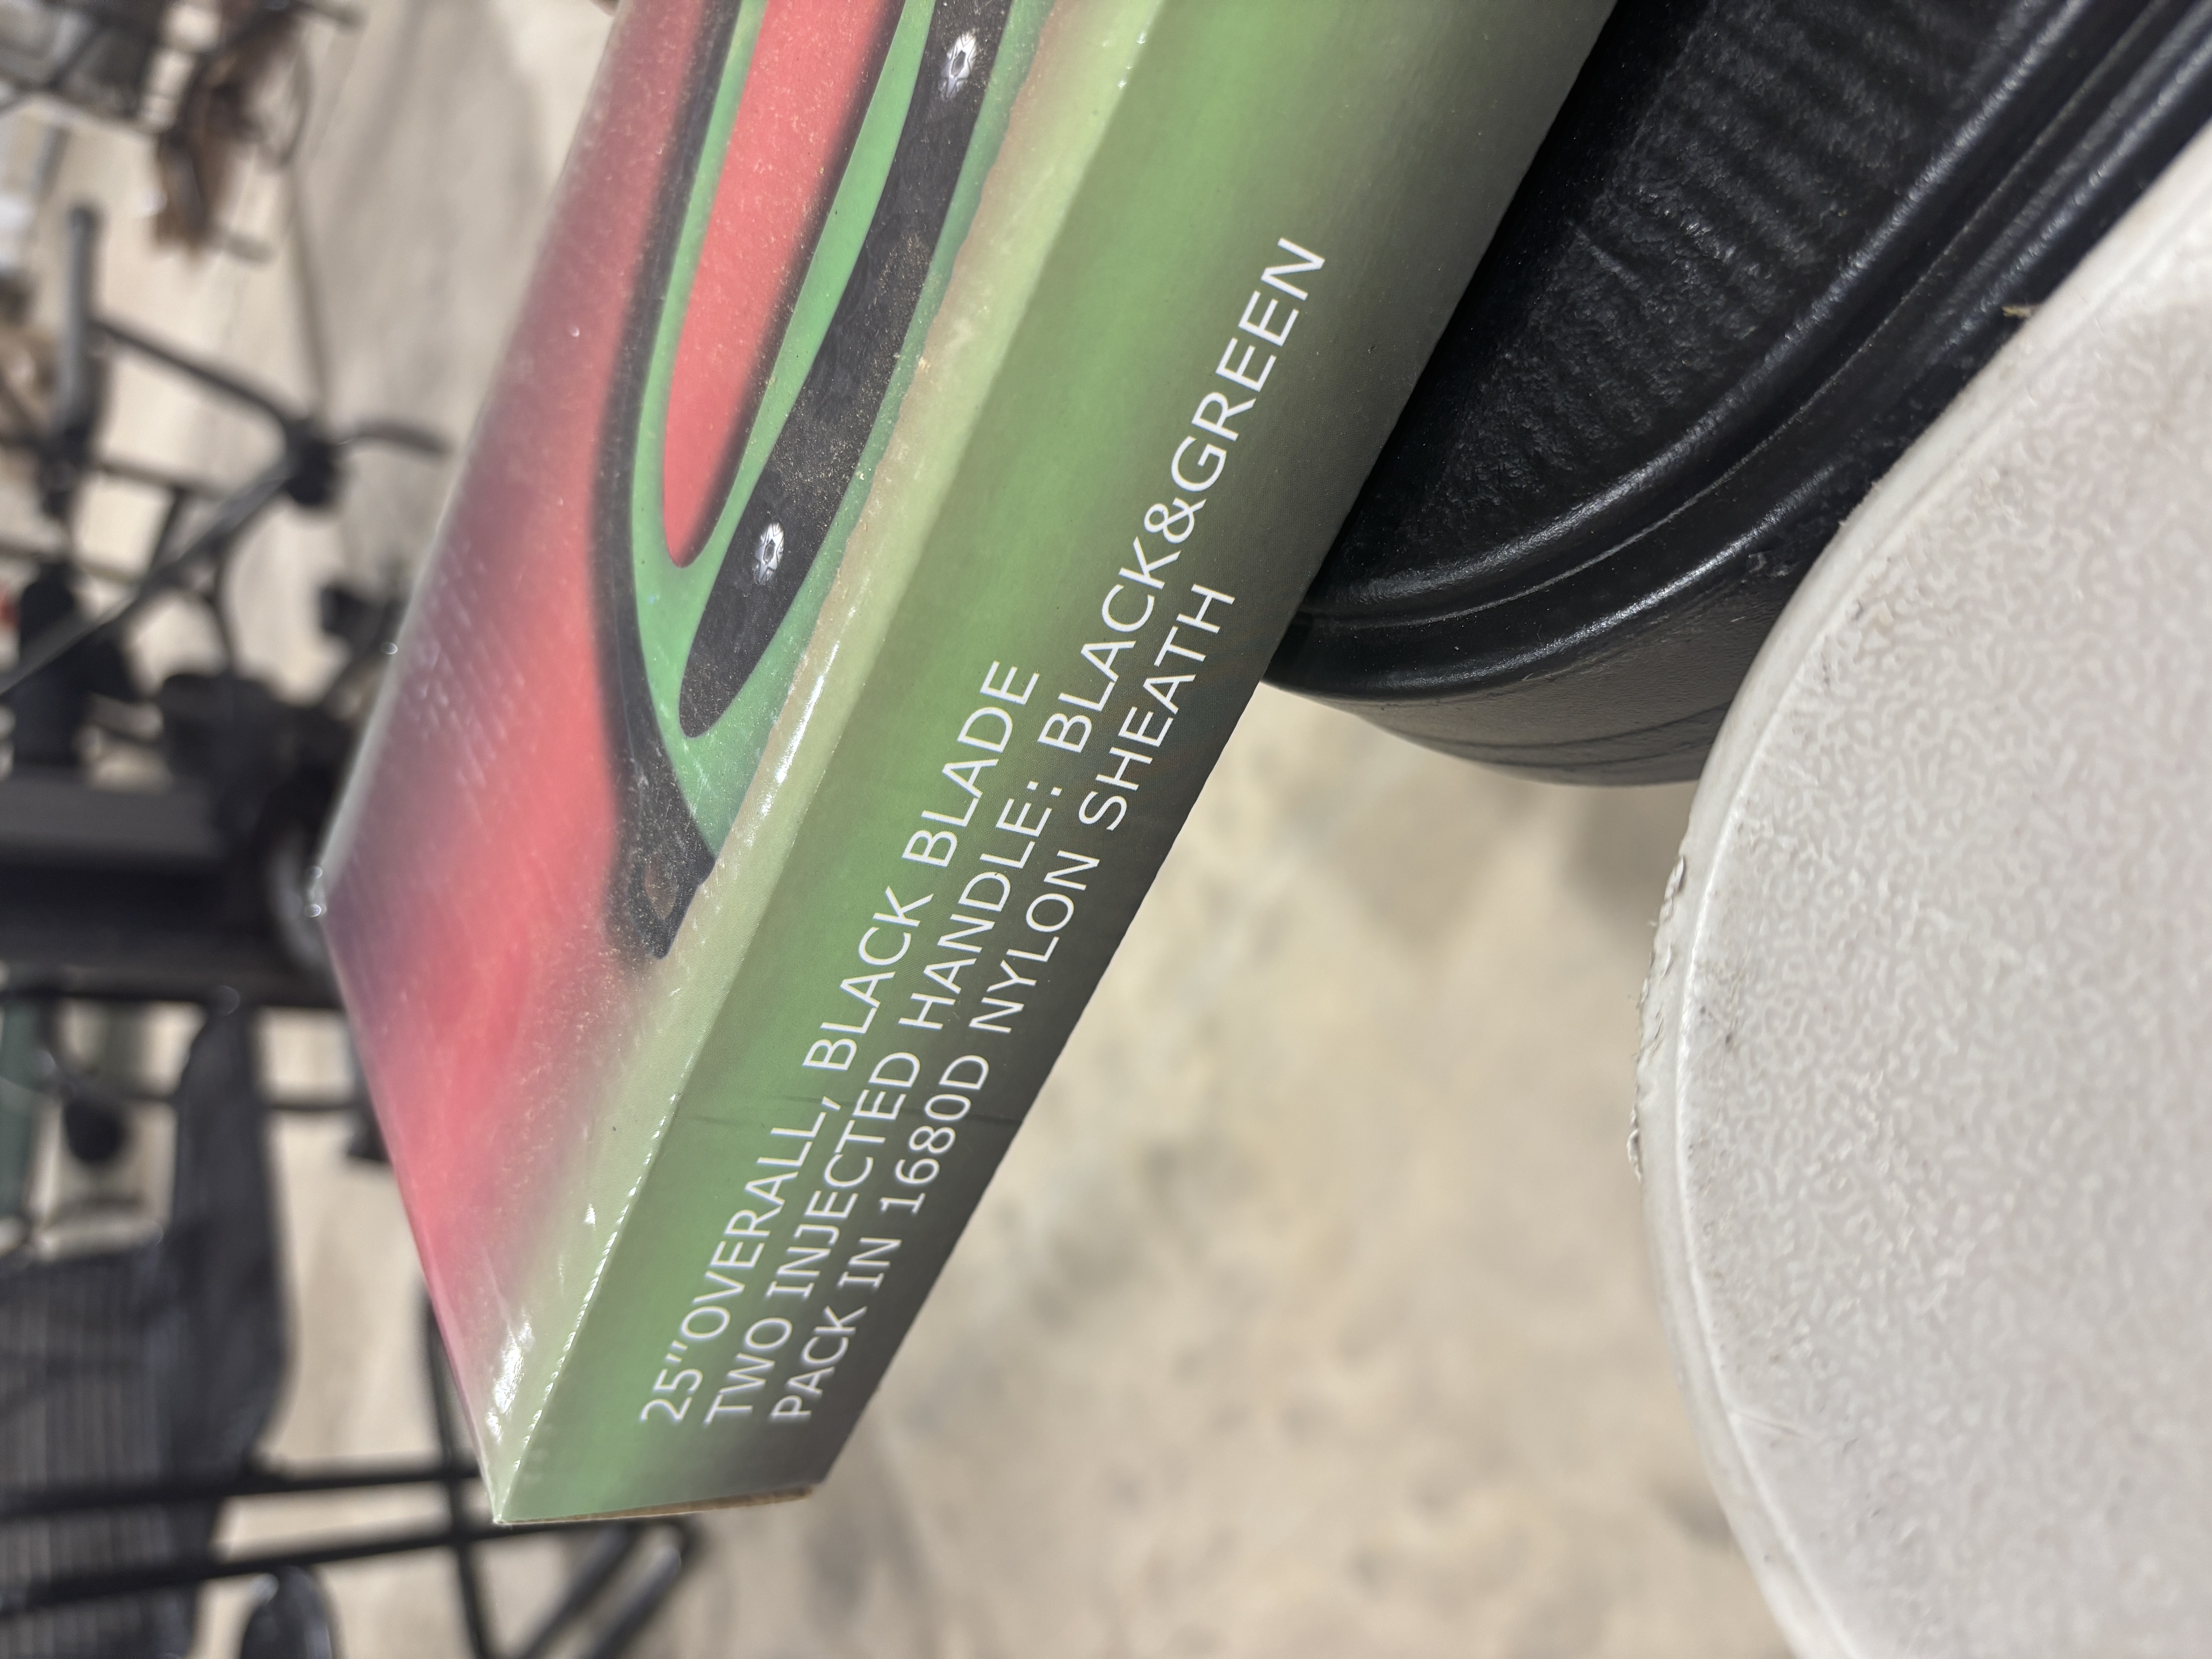 25"OVERALL, BLACK BLADE
TWO INJECTED HANDLE: BLACK&GREEN
PACK IN 1680D NYLON SHEATH